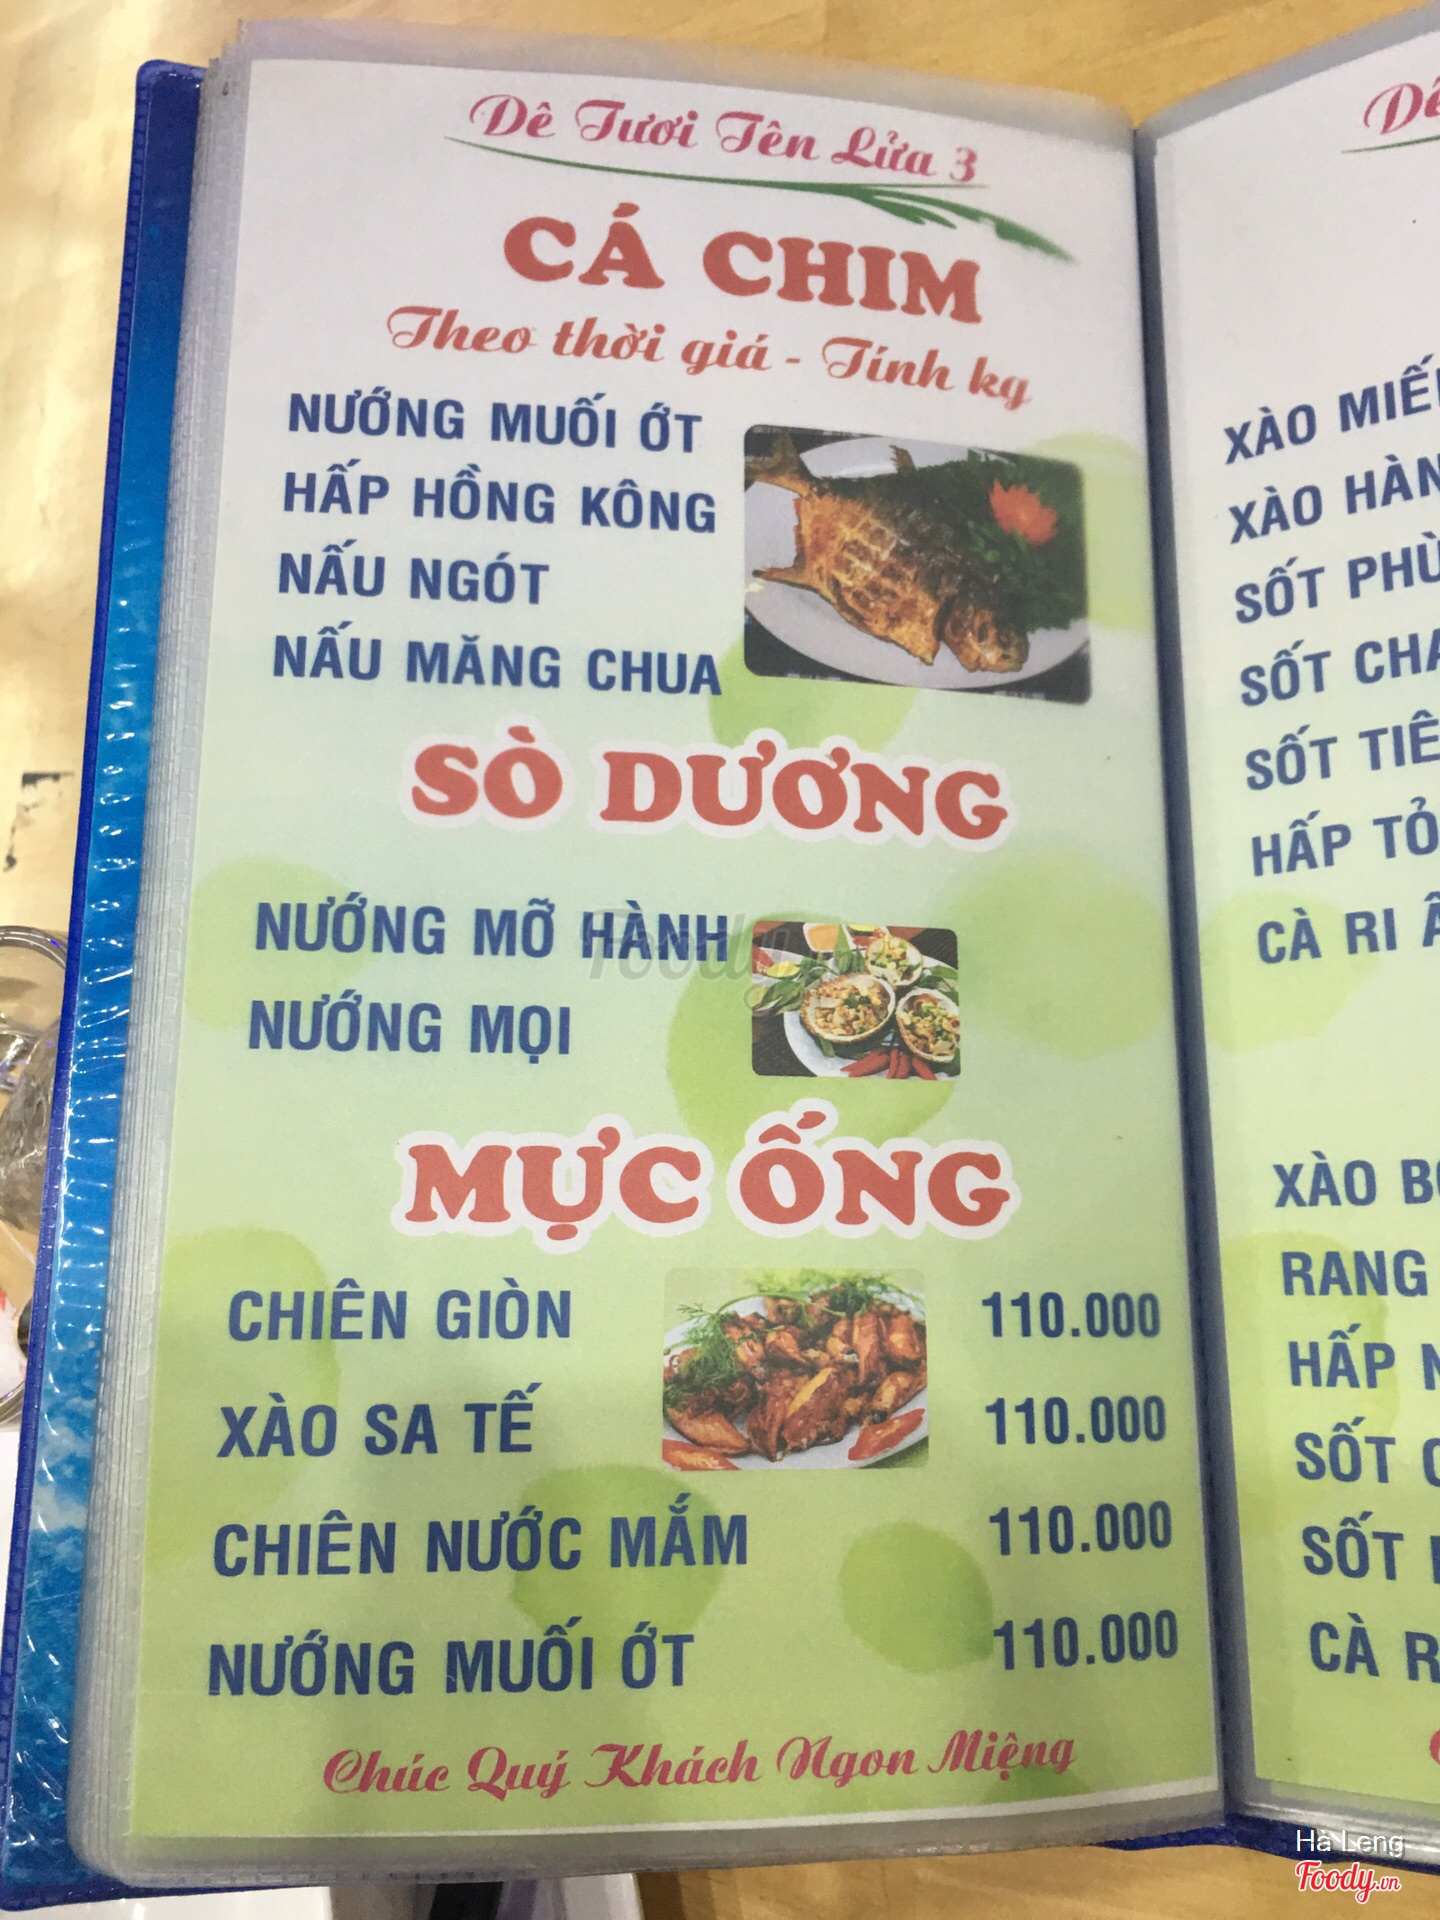 Dê Tươi Tên Lửa 3
CÁ CHIM
Theo thời giá - Tính kg
NƯỚNG MUỐI ỚT
HẤP HỒNG KÔNG
NẤU NGÓT
NẤU MĂNG CHUA
SÒ DƯƠNG
NƯỚNG MỠ HÀNH
NƯỚNG MỌI
MỰC ỐNG
CHIÊN GIÒN 110.000
XÀO SA TẾ 110.000
CHIÊN NƯỚC MẮM 110.000
NƯỚNG MUỐI ỚT 110.000
Chúc Quý Khách Ngon Miệng
Dê
XÀO
XÀO
SỐT
SỐT
SỐT
HẤP
CÀ RI
XÀO
RANG
HẤP
SỐT
SỐT
CÀ
Foody.vn
Hà Leng
Foody.vn